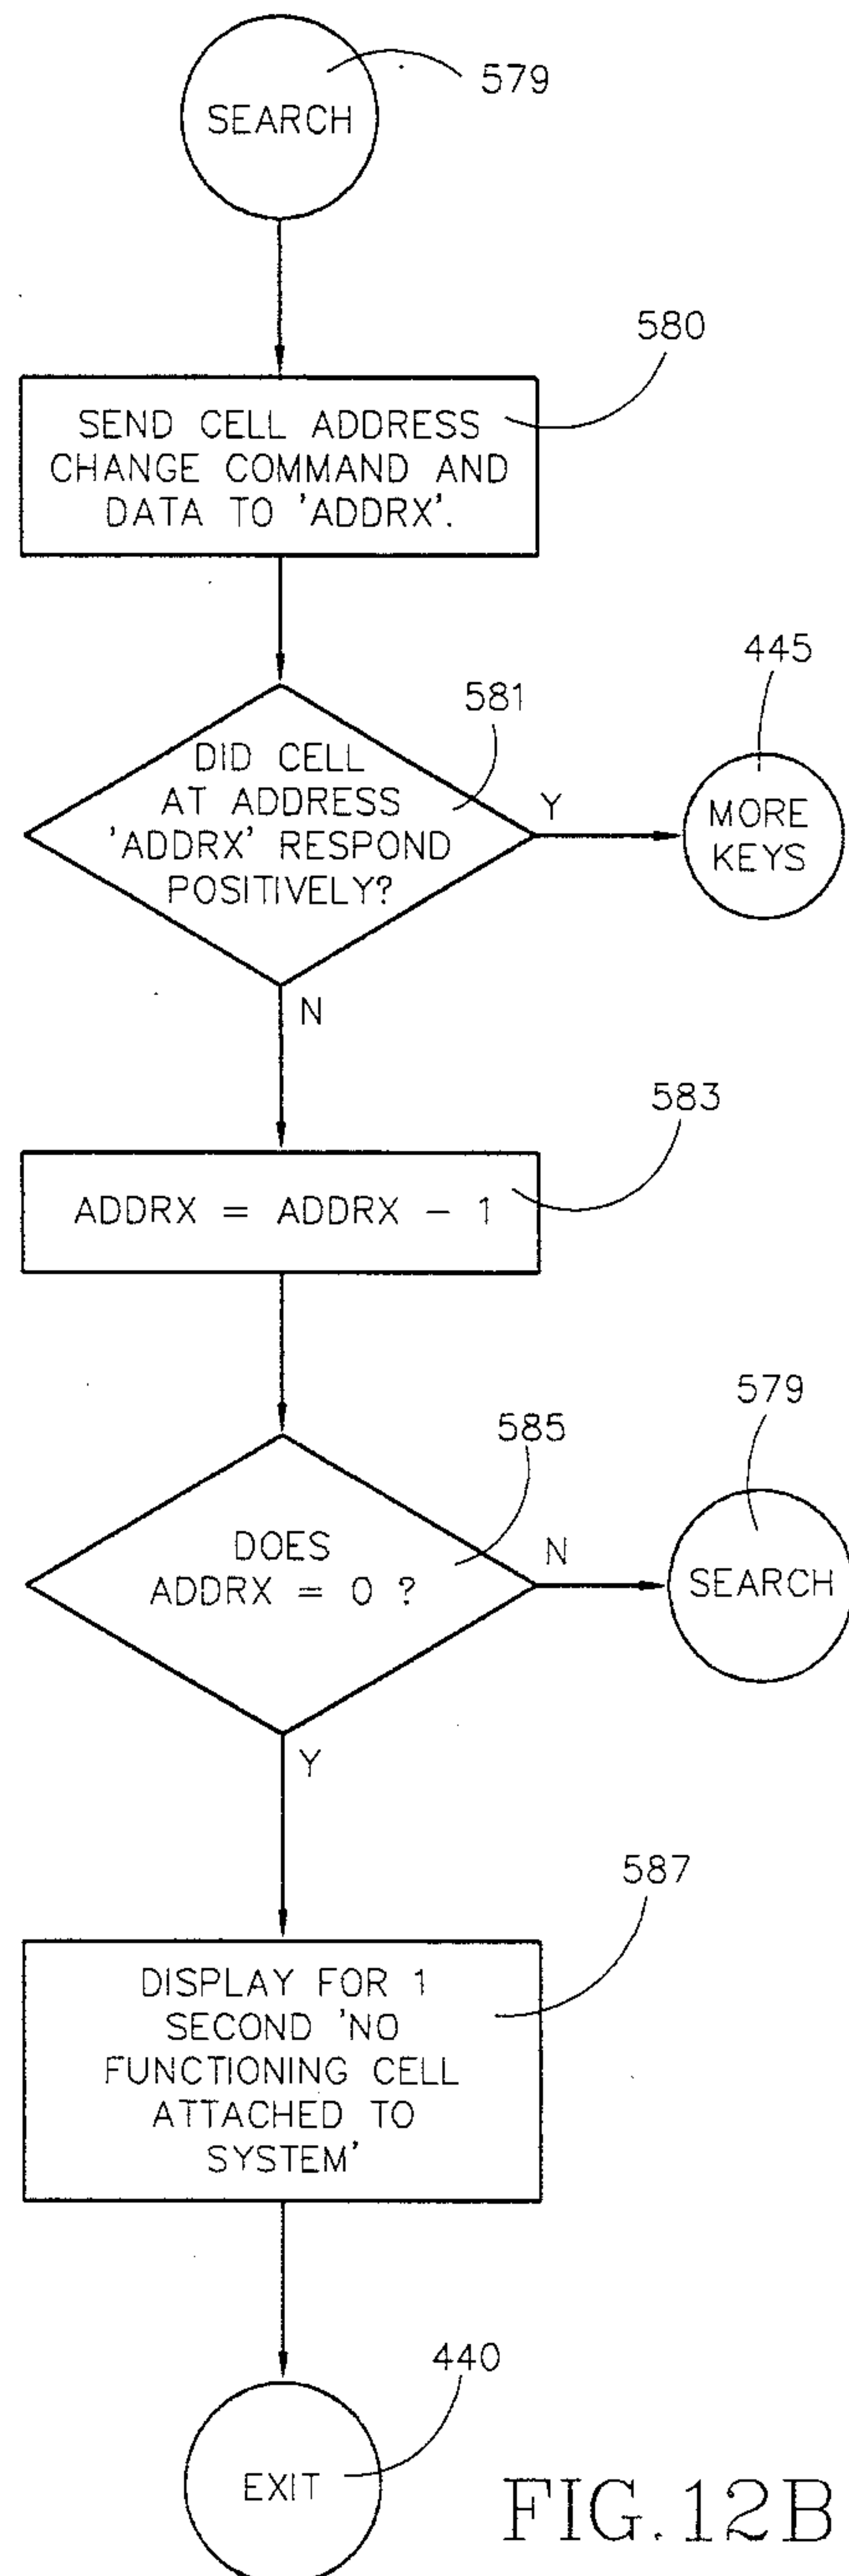 579
SEARCH
580
SEND CELL ADDRESS
CHANGE COMMAND AND
DATA TO 'ADDRX'.
445
581
DID CELL
AT ADDRESS
'ADDRX' RESPOND
POSITIVELY?
Y
MORE
KEYS
N
583
ADDRX = ADDRX - 1
579
585
DOES
ADDRX = 0 ?
N
SEARCH
Y
587
DISPLAY FOR 1
SECOND 'NO
FUNCTIONING CELL
ATTACHED TO
SYSTEM'
440
EXIT
FIG. 12B